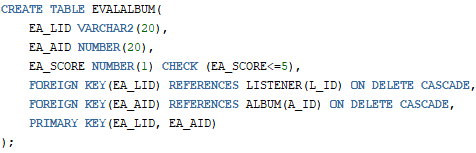 CREATE TABLE EVALALBUM(
EA_LID VARCHAR2(20),
EA_AID NUMBER(20),
EA_SCORE NUMBER(1) CHECK (EA_SCORE<=5),
FOREIGN KEY(EA_LID) REFERENCES LISTENER(L_ID) ON DELETE CASCADE,
FOREIGN KEY(EA_AID) REFERENCES ALBUM(A_ID) ON DELETE CASCADE,
PRIMARY KEY(EA_LID, EA_AID)
);